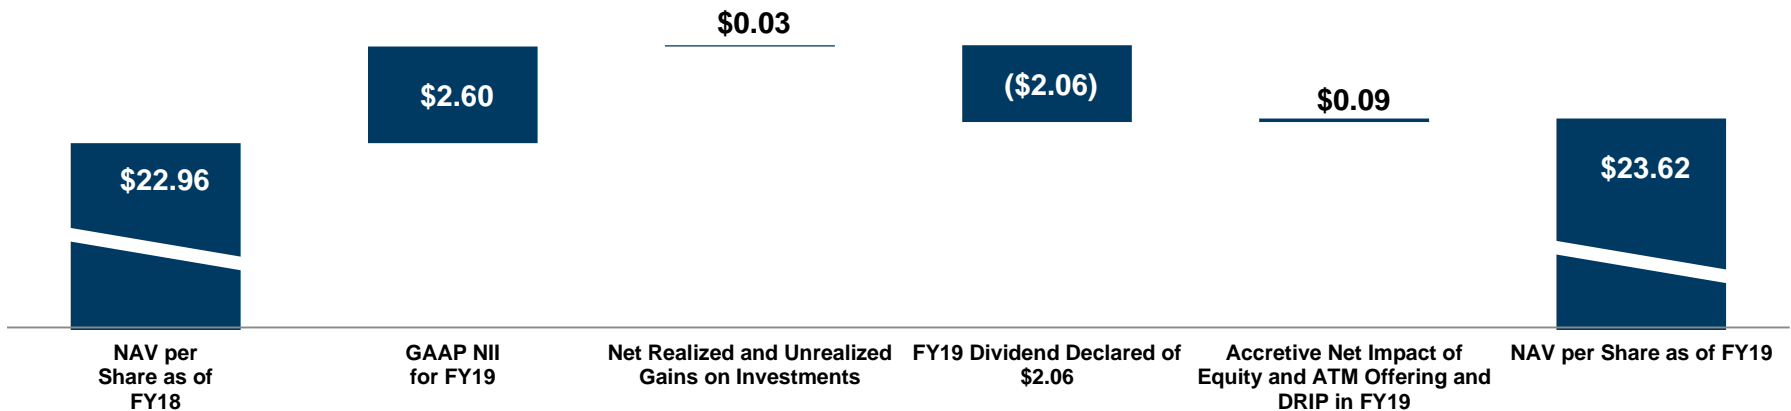 $22.96
$2.60
$0.03
($2.06)
$0.09
$23.62
NAV per
Share as of
FY18
GAAP NII
for FY19
Net Realized and Unrealized
Gains on Investments
FY19 Dividend Declared of
$2.06
Accretive Net Impact of
Equity and ATM Offering and
DRIP in FY19
NAV per Share as of FY19